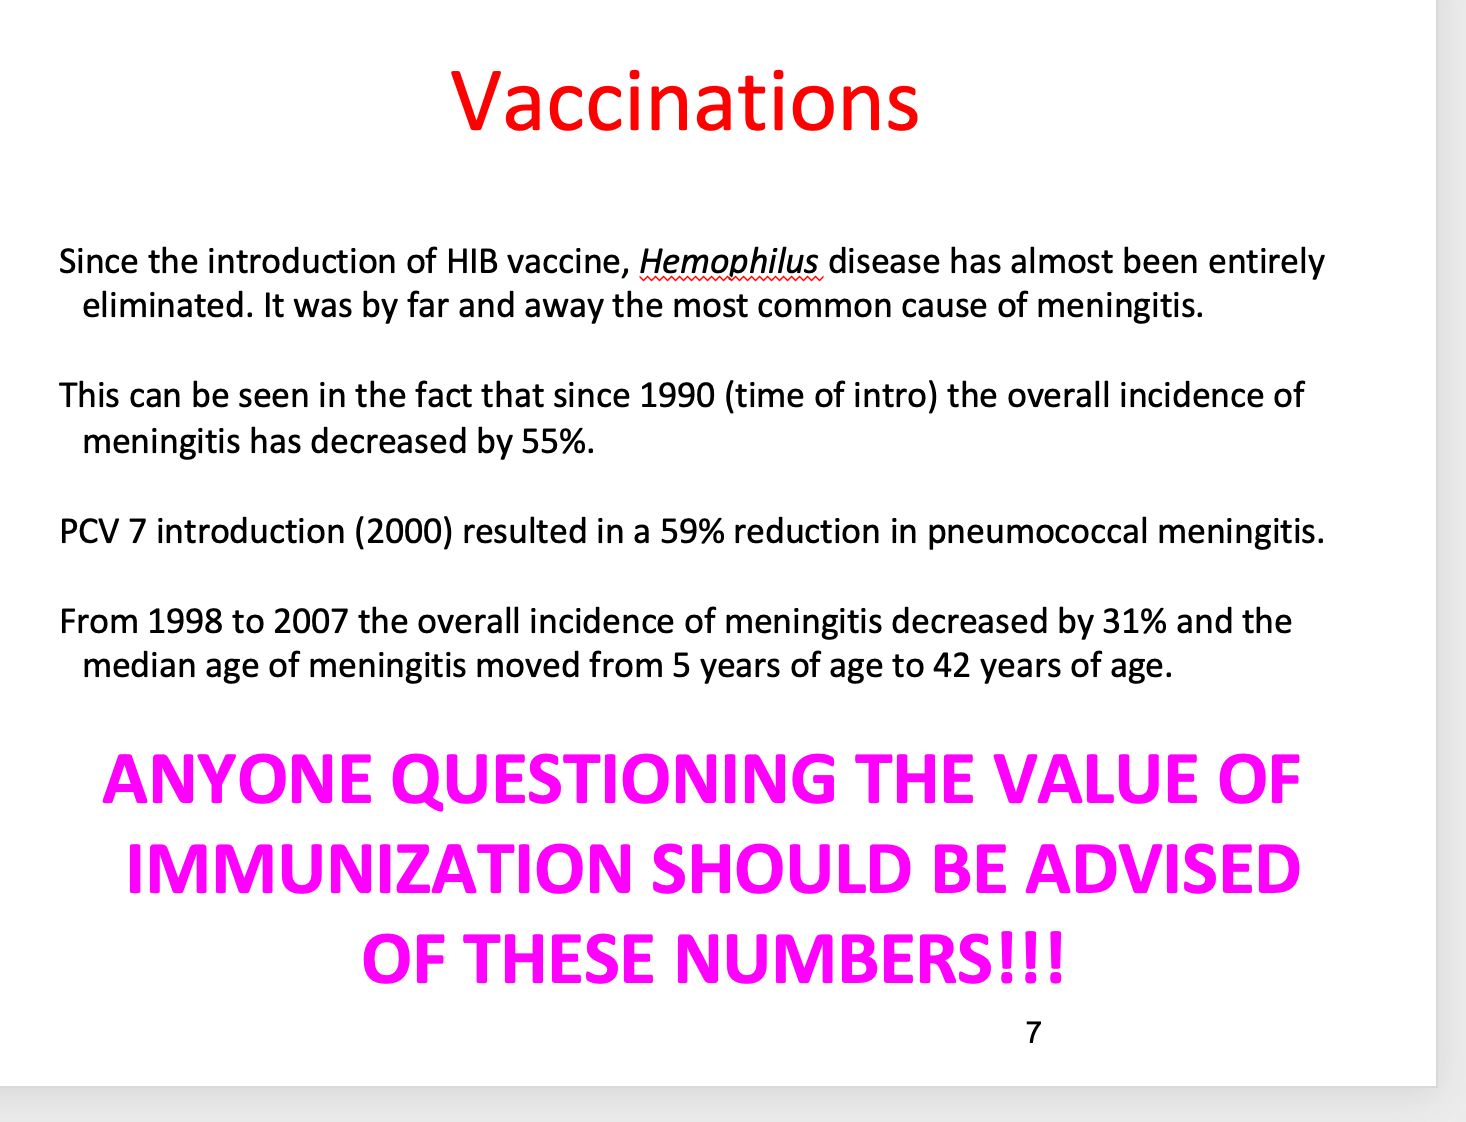 Vaccinations
Since the introduction of HIB vaccine, Hemophilus disease has almost been entirely
eliminated. It was by far and away the most common cause of meningitis.
This can be seen in the fact that since 1990 (time of intro) the overall incidence of
meningitis has decreased by 55%.
PCV 7 introduction (2000) resulted in a 59% reduction in pneumococcal meningitis.
From 1998 to 2007 the overall incidence of meningitis decreased by 31% and the
median age of meningitis moved from 5 years of age to 42 years of age.
ANYONE QUESTIONING THE VALUE OF
IMMUNIZATION SHOULD BE ADVISED
OF THESE NUMBERS!!!
7